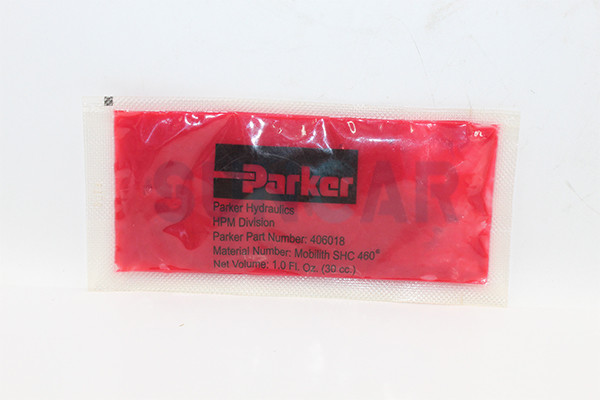 Parker
SUNCAR
Parker Hydraulics
HPM Division
Parker Part Number: 406018
Material Number: Mobilith SHC 460®
Net Volume: 1.0 Fl. Oz. (30 cc.)